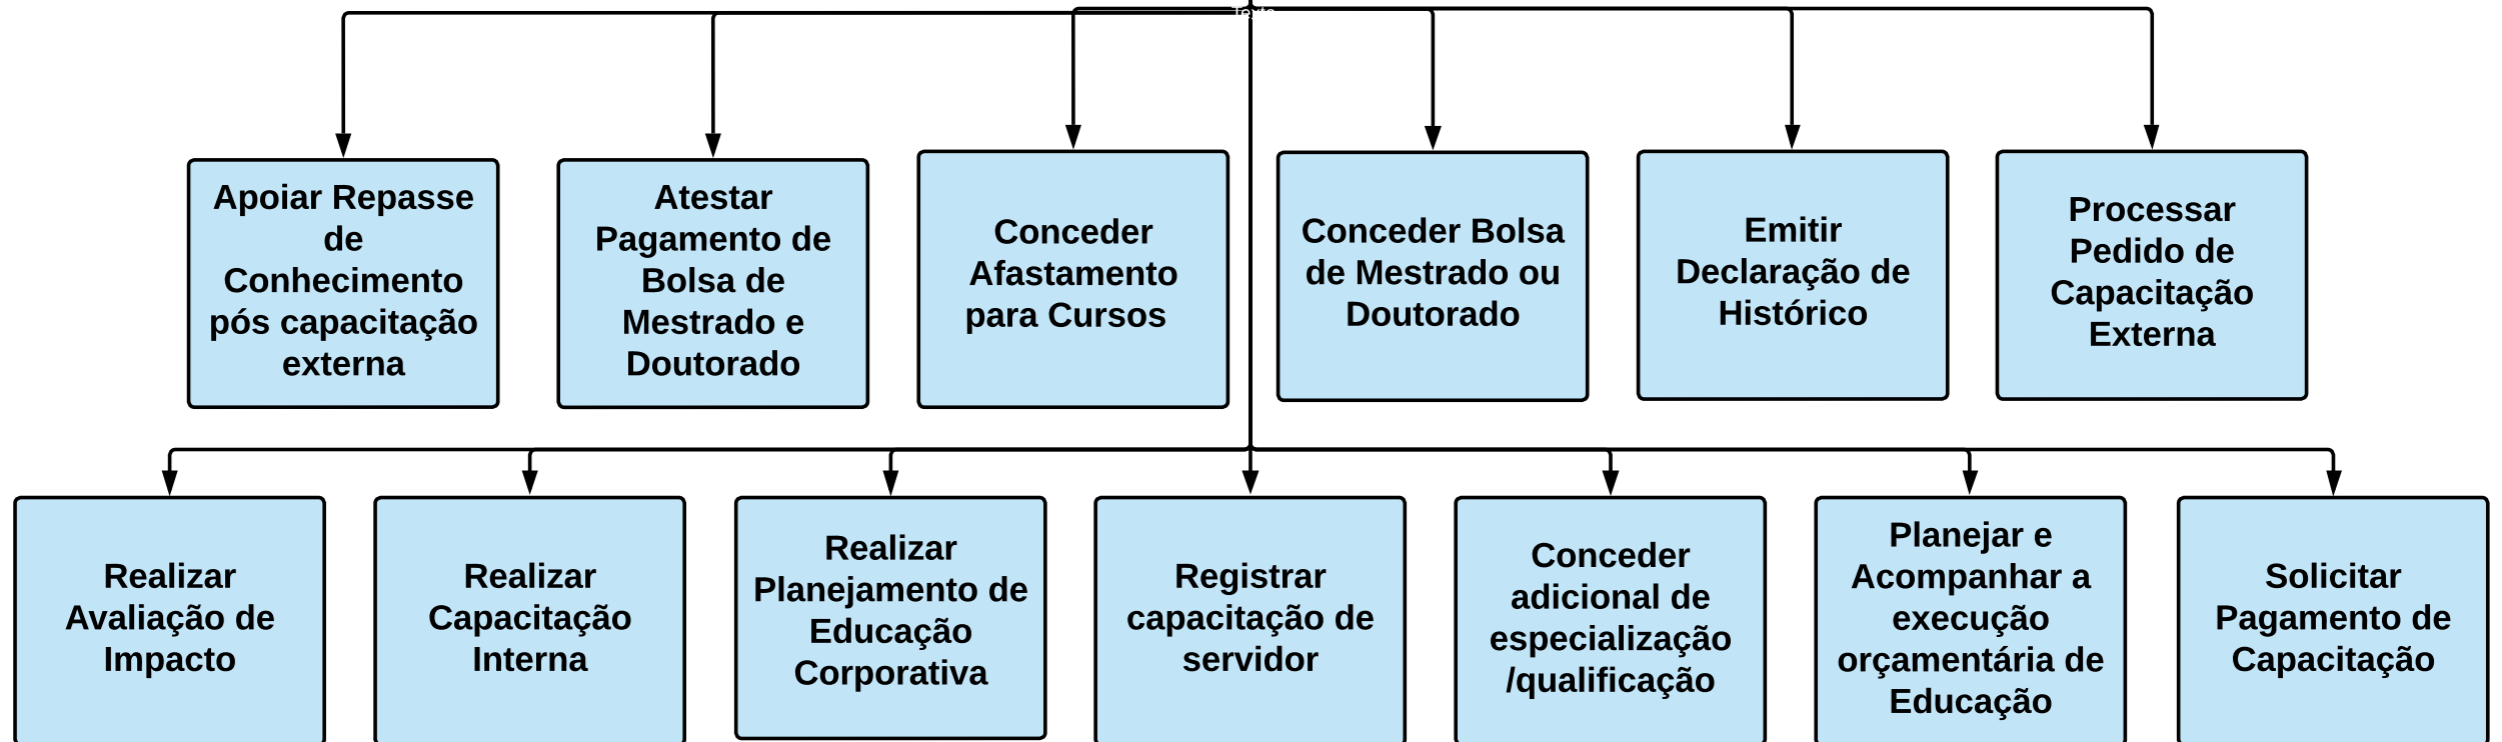 Texto
Apoiar Repasse
de
Conhecimento
pós capacitação
externa
Atestar
Pagamento de
Bolsa de
Mestrado e
Doutorado
Conceder
Afastamento
para Cursos
Conceder Bolsa
de Mestrado ou
Doutorado
Emitir
Declaração de
Histórico
Processar
Pedido de
Capacitação
Externa
Realizar
Avaliação de
Impacto
Realizar
Capacitação
Interna
Realizar
Planejamento de
Educação
Corporativa
Registrar
capacitação de
servidor
Conceder
adicional de
especialização
/qualificação
Planejar e
Acompanhar a
execução
orçamentária de
Educação
Solicitar
Pagamento de
Capacitação